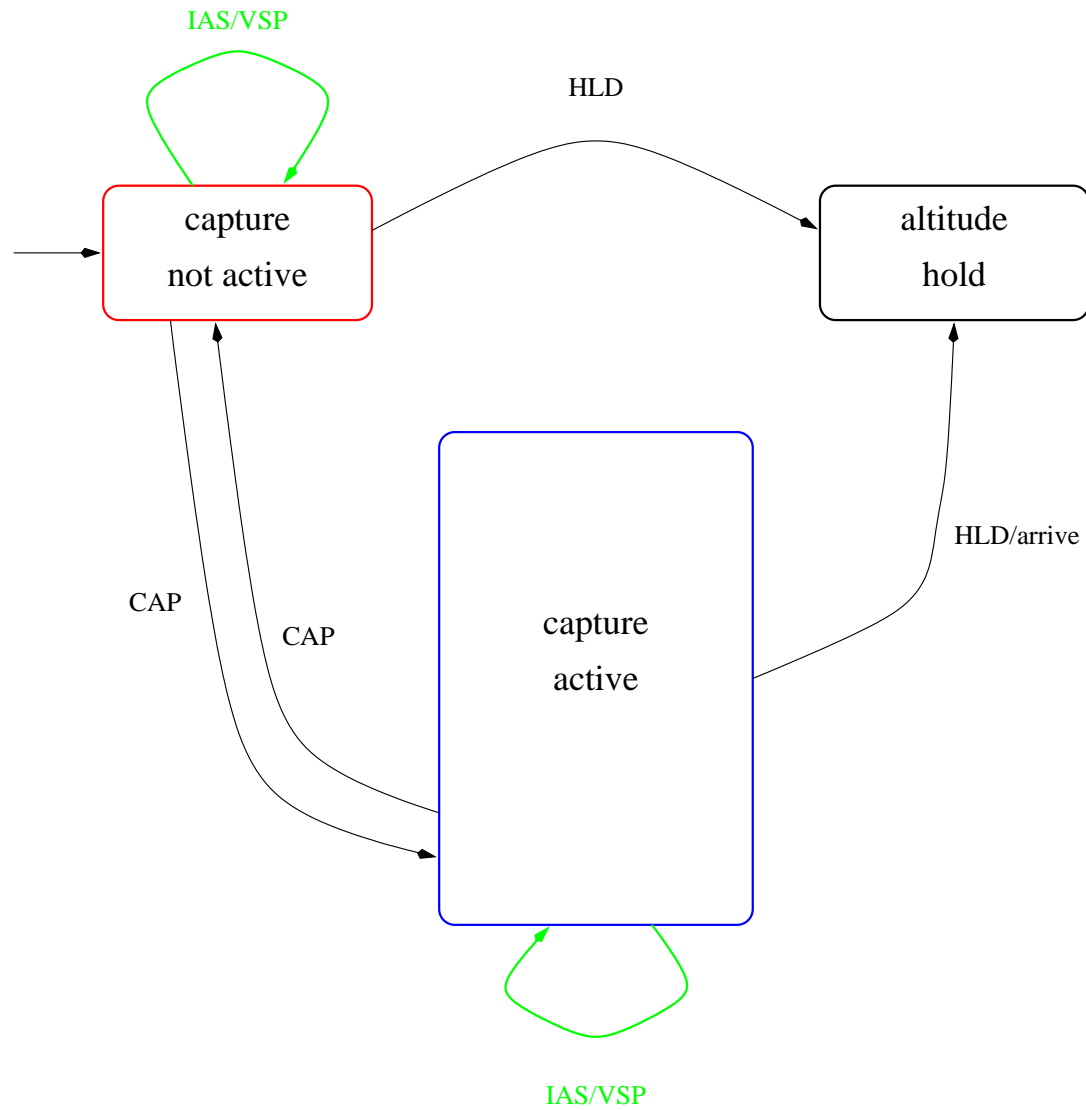 IAS/VSP
HLD
capture
not active
altitude
hold
HLD/arrive
CAP
CAP
capture
active
IAS/VSP